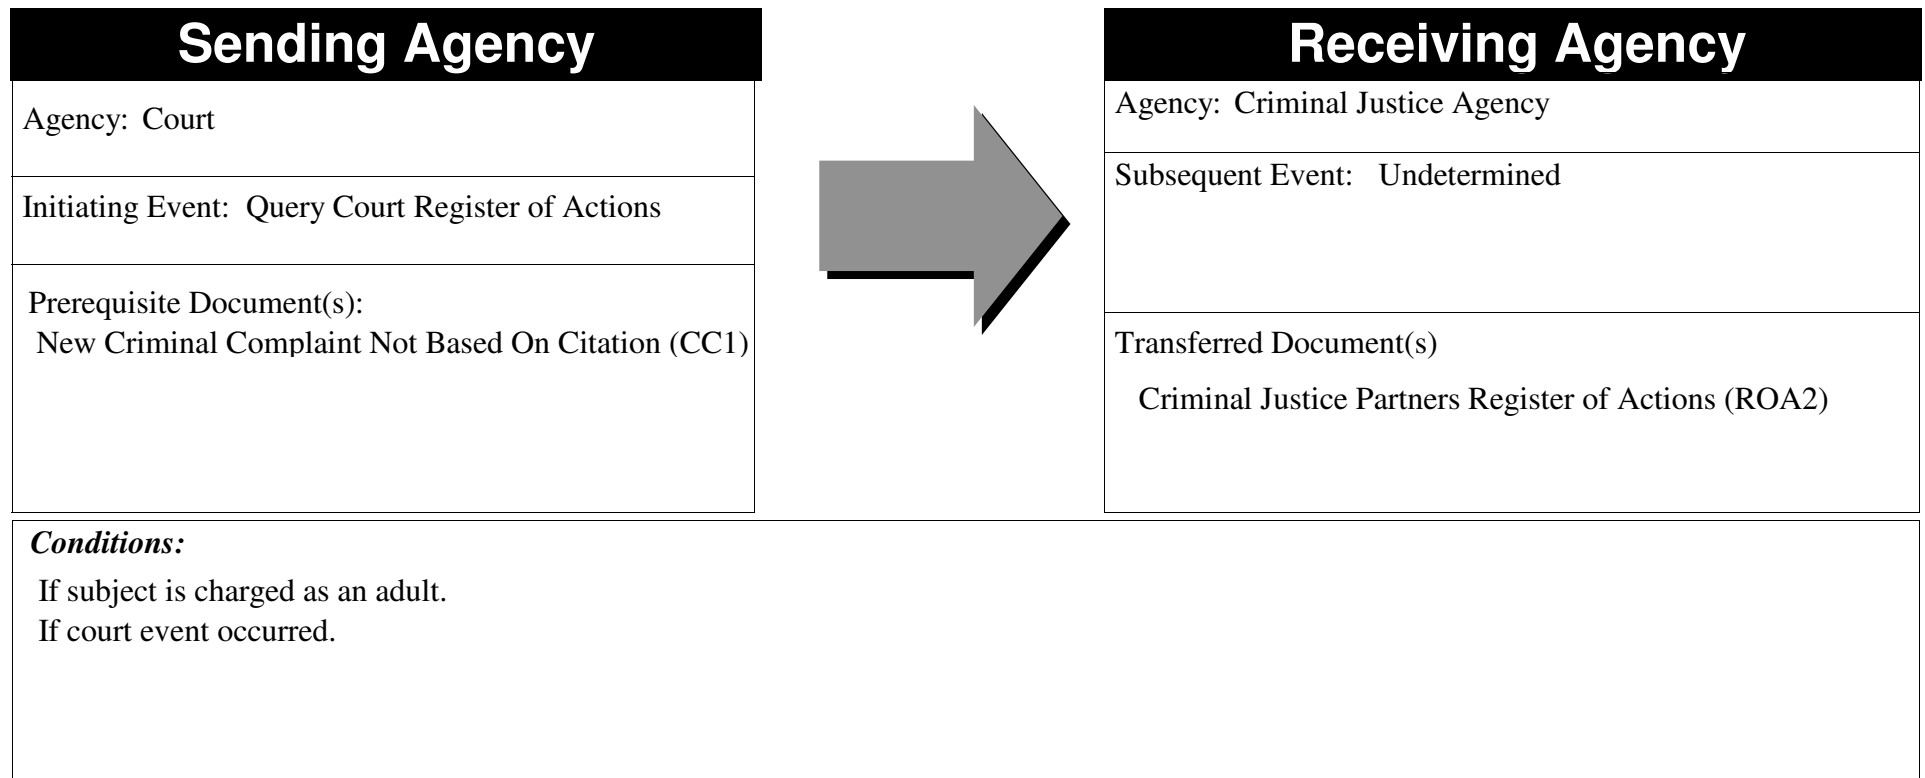 Sending Agency
Agency: Court
Initiating Event: Query Court Register of Actions
Prerequisite Document(s):
New Criminal Complaint Not Based On Citation (CC1)
Receiving Agency
Agency: Criminal Justice Agency
Subsequent Event: Undetermined
Transferred Document(s)
Criminal Justice Partners Register of Actions (ROA2)
Conditions:
If subject is charged as an adult.
If court event occurred.